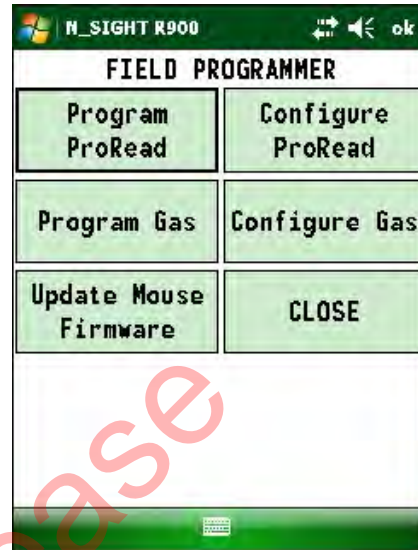 N_SIGHT R900
ok
FIELD PROGRAMMER
Program
ProRead
Configure
ProRead
Program Gas
Configure Gas
Update Mouse
Firmware
CLOSE
ase